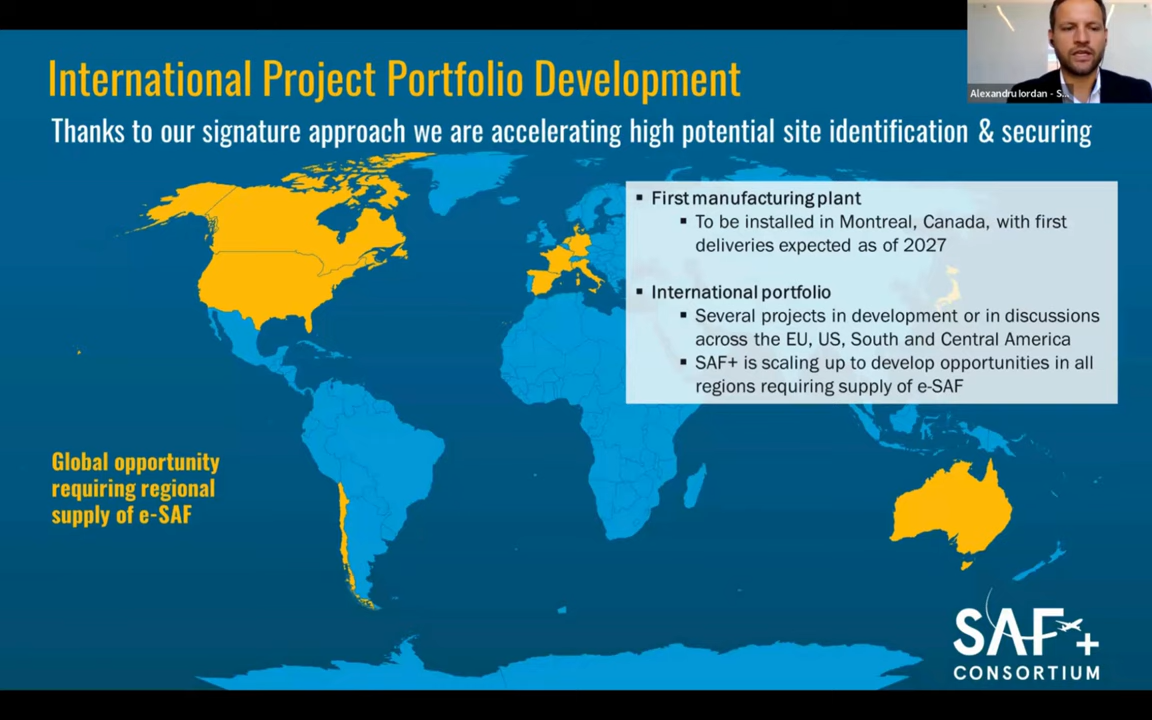 International Project Portfolio Development
Alexandru Iordan - S...
Thanks to our signature approach we are accelerating high potential site identification & securing
▪ First manufacturing plant
▪ To be installed in Montreal, Canada, with first
deliveries expected as of 2027
▪ International portfolio
▪ Several projects in development or in discussions
across the EU, US, South and Central America
▪ SAF+ is scaling up to develop opportunities in all
regions requiring supply of e-SAF
Global opportunity
requiring regional
supply of e-SAF
SAF+
CONSORTIUM